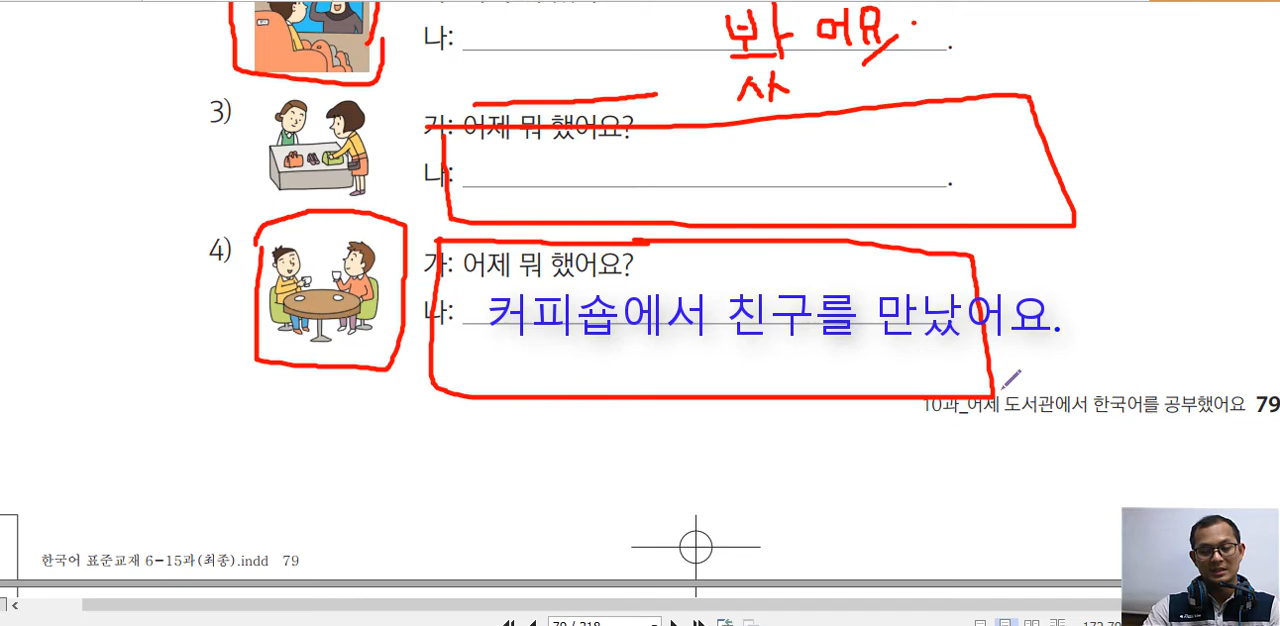 나: .
봐 어요.
사
3)
가: 어제 뭐 했어요?
나: .
4)
가: 어제 뭐 했어요?
나: 커피숍에서 친구를 만났어요.
10과_어제 도서관에서 한국어를 공부했어요 79
한국어 표준교재 6-15과(최종).indd 79
79 / 318